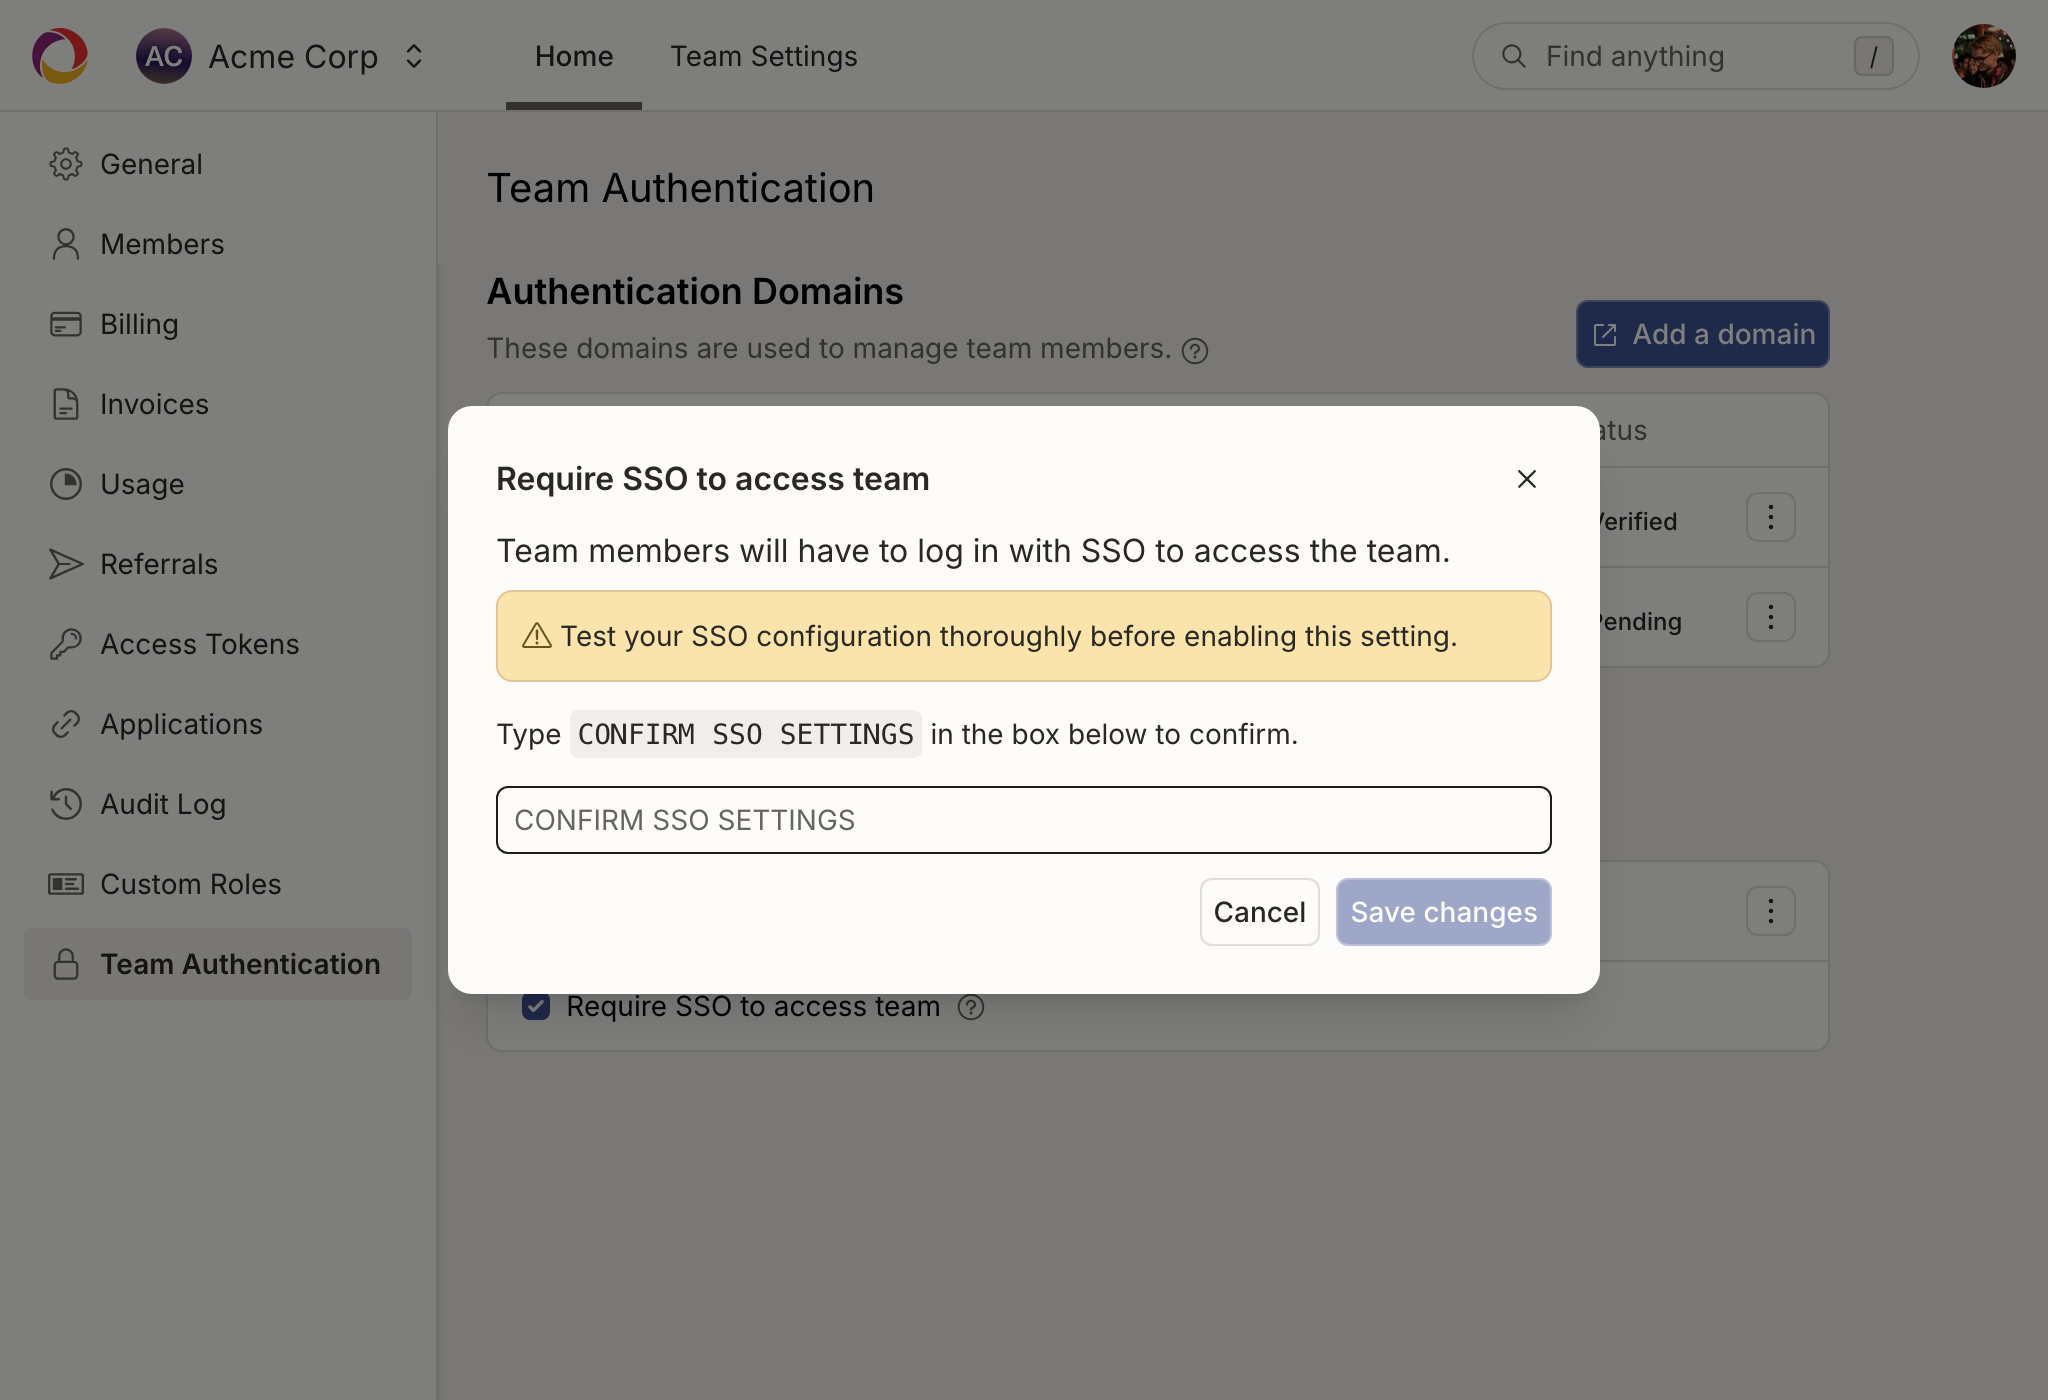 AC Acme Corp Home Team Settings Find anything /
General
Members
Billing
Invoices
Usage
Referrals
Access Tokens
Applications
Audit Log
Custom Roles
Team Authentication
Team Authentication
Authentication Domains
These domains are used to manage team members. ?
Add a domain
atus
Verified
Pending
Require SSO to access team
Team members will have to log in with SSO to access the team.
Test your SSO configuration thoroughly before enabling this setting.
Type CONFIRM SSO SETTINGS in the box below to confirm.
CONFIRM SSO SETTINGS
Cancel Save changes
Require SSO to access team ?